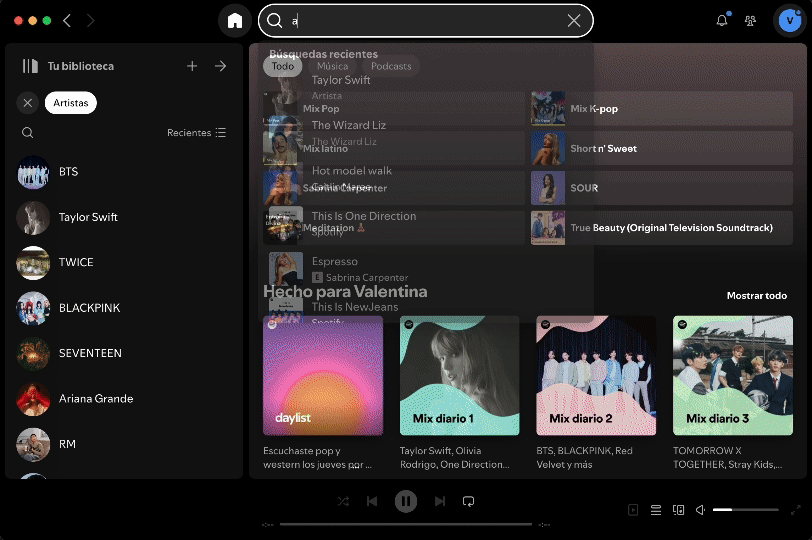 a
V
Tu biblioteca
Artistas
Recientes
BTS
Taylor Swift
TWICE
BLACKPINK
SEVENTEEN
Ariana Grande
RM
Búsquedas recientes
Todo
Música
Podcasts
Taylor Swift
Artista
Mix Pop
Mix K-pop
The Wizard Liz
The Wizard Liz
Mix latino
Short n' Sweet
Hot model walk
Sabrina Carpenter
SOUR
This Is One Direction
Spotify
Meditation
True Beauty (Original Television Soundtrack)
Espresso
E Sabrina Carpenter
Hecho para Valentina
Mostrar todo
This Is NewJeans
Spotify
daylist
Mix diario 1
Mix diario 2
Mix diario 3
Escuchaste pop y
western los jueves por ...
Taylor Swift, Olivia
Rodrigo, One Direction...
BTS, BLACKPINK, Red
Velvet y más
TOMORROW X
TOGETHER, Stray Kids,...
-:--
-:--